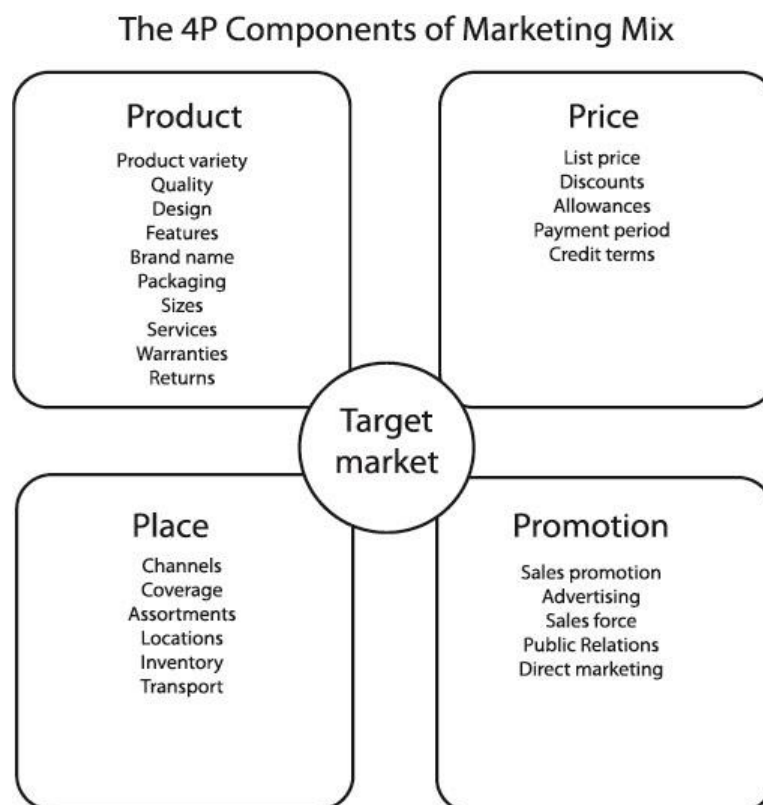 The 4P Components of Marketing Mix
Product
Product variety
Quality
Design
Features
Brand name
Packaging
Sizes
Services
Warranties
Returns
Price
List price
Discounts
Allowances
Payment period
Credit terms
Target
market
Place
Channels
Coverage
Assortments
Locations
Inventory
Transport
Promotion
Sales promotion
Advertising
Sales force
Public Relations
Direct marketing